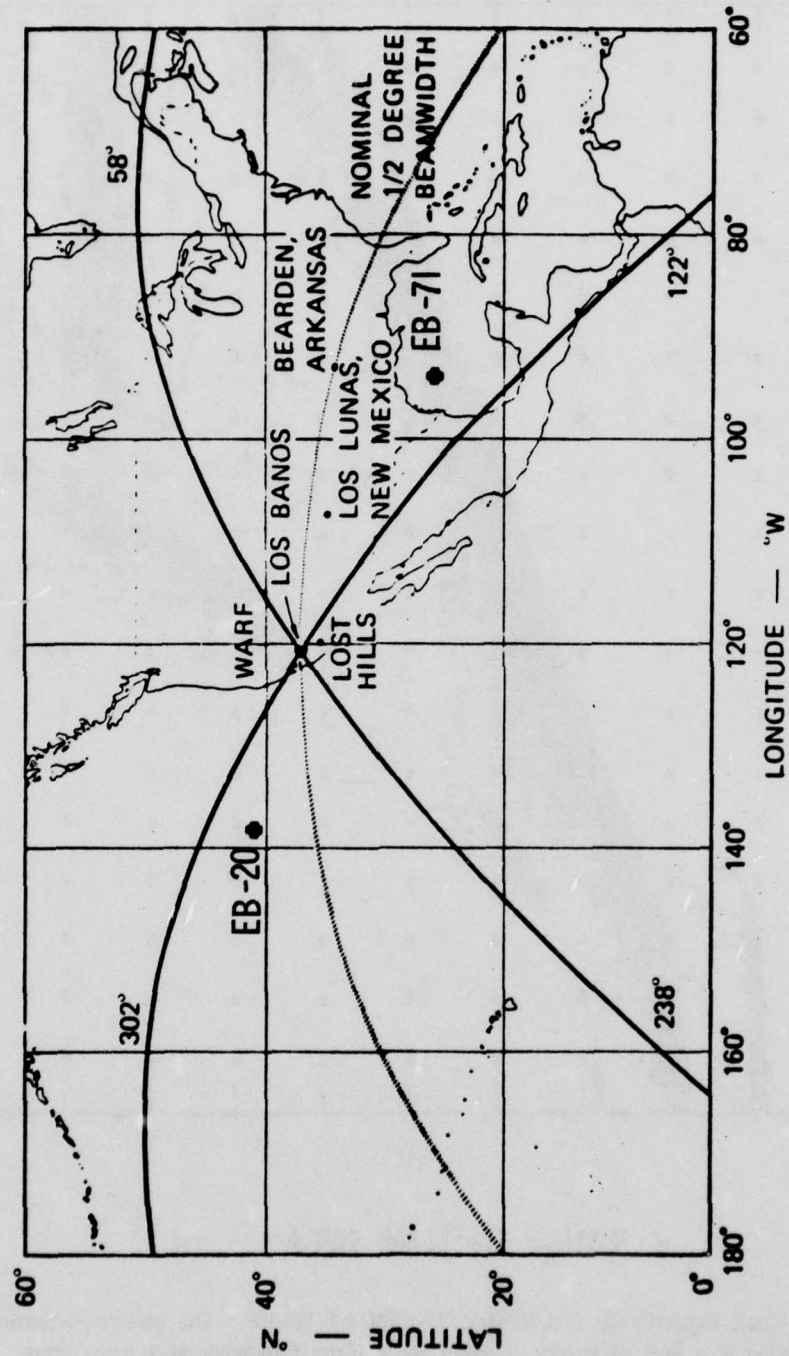 60°
40°
20°
0°
LATITUDE — °N
180°
160°
140°
120°
100°
80°
60°
LONGITUDE — °W
302°
58°
238°
122°
EB-20
WARF
LOS BANOS
LOST
HILLS
BEARDEN,
ARKANSAS
LOS LUNAS,
NEW MEXICO
EB-71
NOMINAL
1/2 DEGREE
BEAMWIDTH